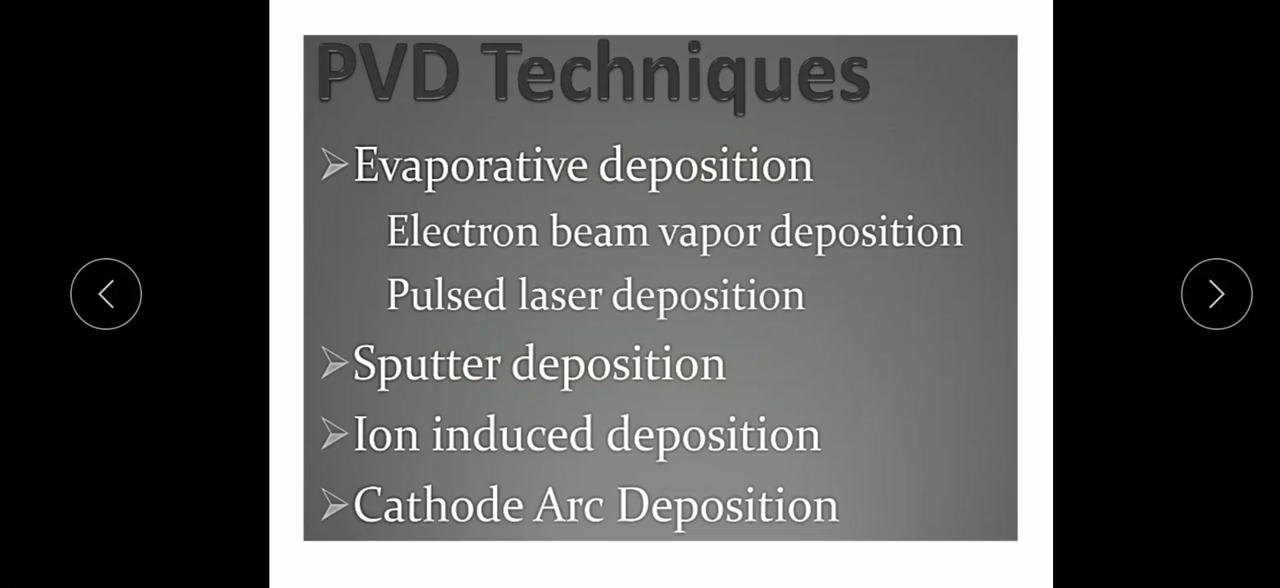 PVD Techniques
➢Evaporative deposition
Electron beam vapor deposition
Pulsed laser deposition
➢Sputter deposition
➢Ion induced deposition
➢Cathode Arc Deposition